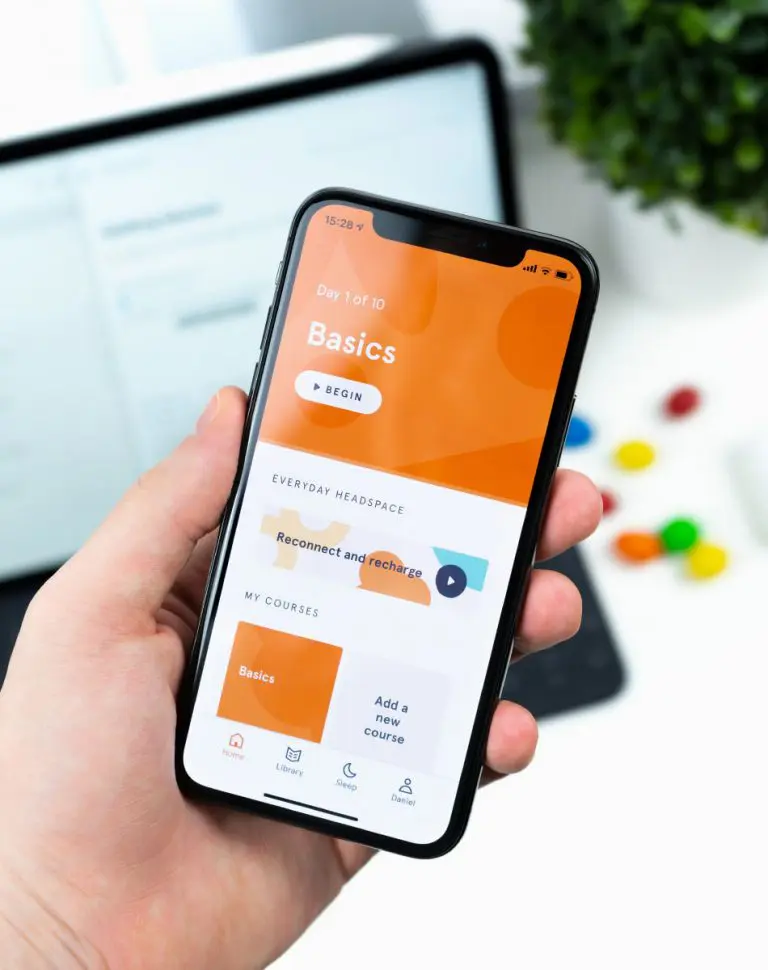 15:28
Day 1 of 10
Basics
BEGIN
EVERYDAY HEADSPACE
Reconnect and recharge
MY COURSES
Basics
Add a
new
course
Home
Library
Sleep
Daniel